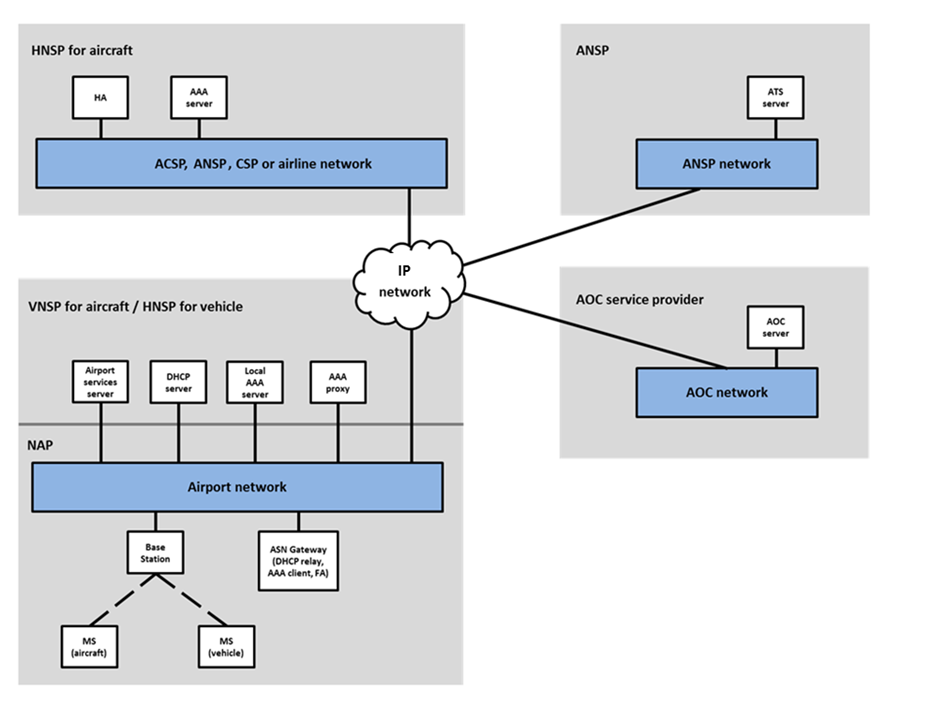 HNSP for aircraft
HA
AAA
server
ACSP, ANSP, CSP or airline network
ANSP
ATS
server
ANSP network
IP
network
VNSP for aircraft / HNSP for vehicle
Airport
services
server
DHCP
server
Local
AAA
server
AAA
proxy
AOC service provider
AOC
server
AOC network
NAP
Airport network
Base
Station
ASN Gateway
(DHCP relay,
AAA client, FA)
MS
(aircraft)
MS
(vehicle)